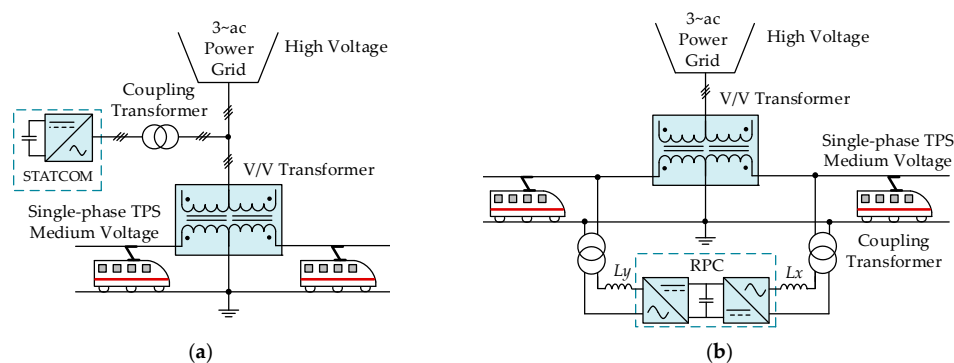 3~ac
Power
Grid
High Voltage
Coupling
Transformer
STATCOM
V/V Transformer
Single-phase TPS
Medium Voltage
(a)
3~ac
Power
Grid
High Voltage
V/V Transformer
Single-phase TPS
Medium Voltage
Coupling
Transformer
RPC
Ly
Lx
(b)